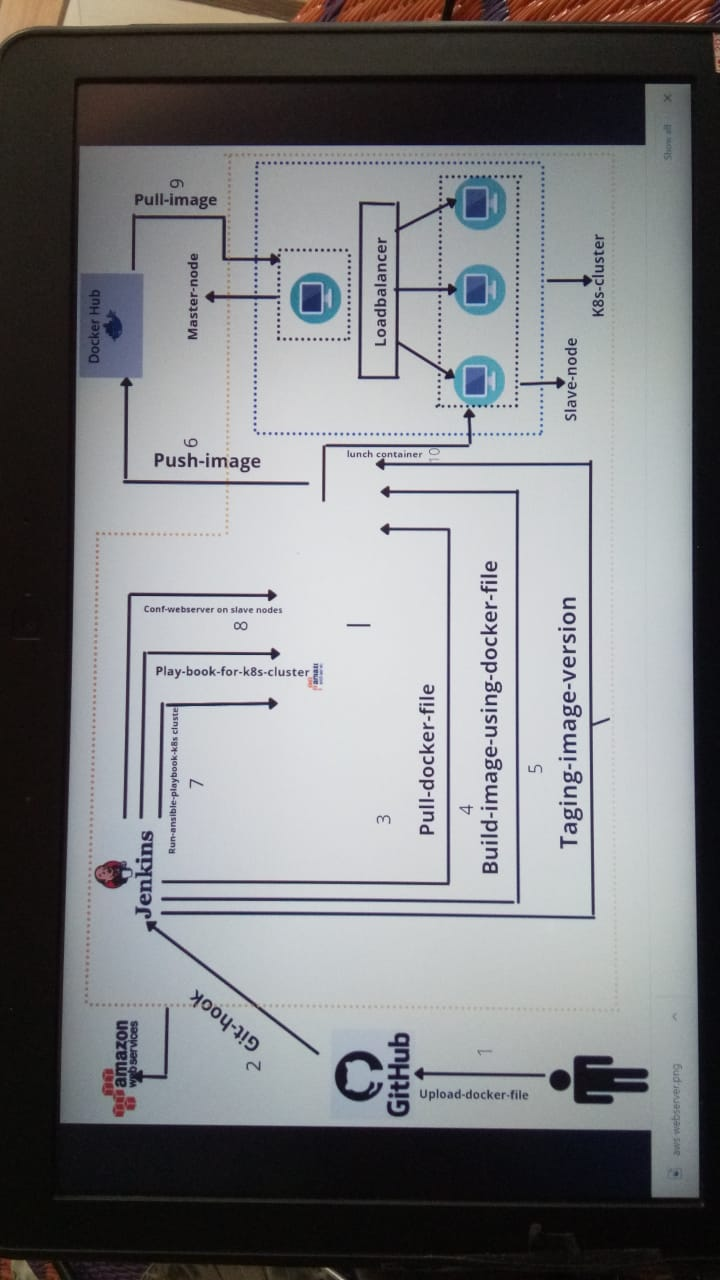 amazon
web services
Git-hook
2
GitHub
Upload-docker-file
1
Jenkins
Run-ansible-playbook-k8s cluste
7
Play-book-for-k8s-cluster
Conf-webserver on slave nodes
8
3
Pull-docker-file
4
Build-image-using-docker-file
5
Taging-image-version
Push-image
6
Docker Hub
Pull-image
9
Master-node
Loadbalancer
lunch container
10
Slave-node
K8s-cluster
aws-webserver.png
Show all